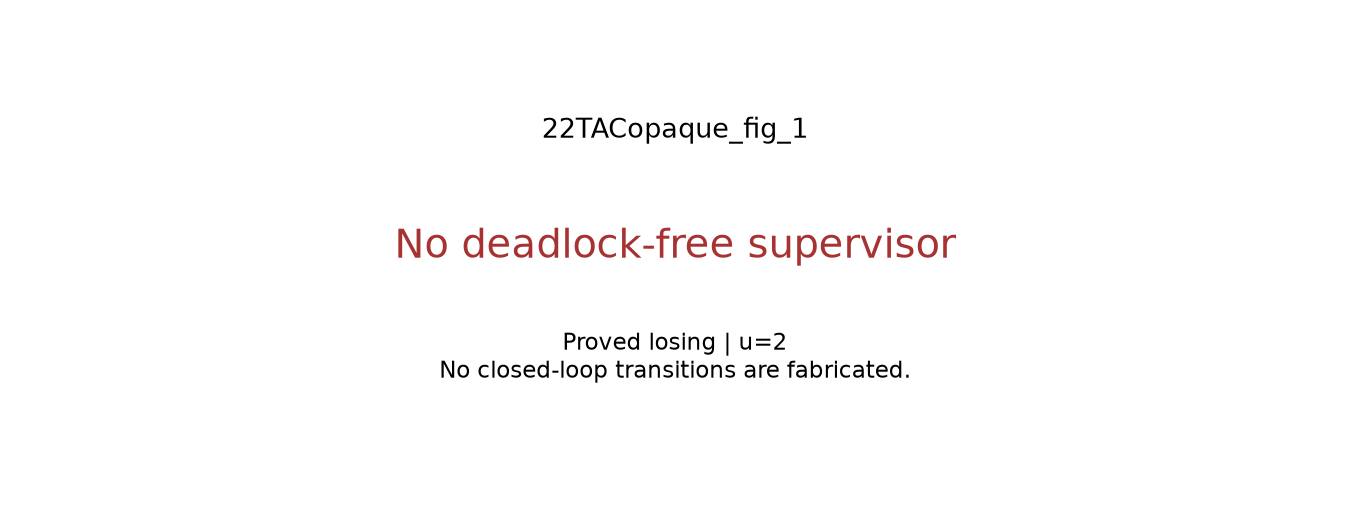 22TACopaque_fig_1
No deadlock-free supervisor
Proved losing | u=2
No closed-loop transitions are fabricated.